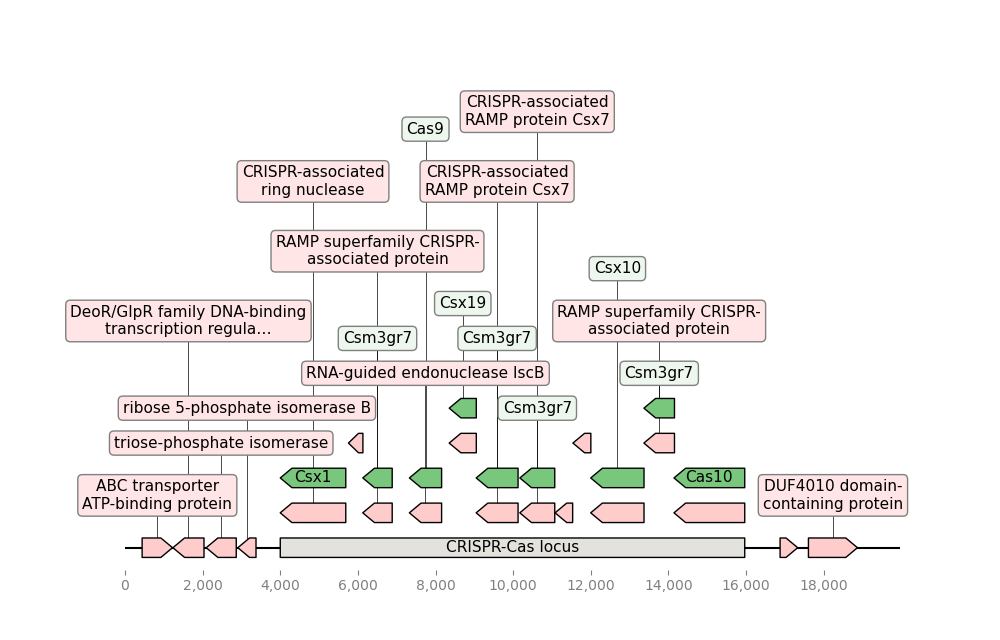 CRISPR-associated
RAMP protein Csx7
Cas9
CRISPR-associated
ring nuclease
CRISPR-associated
RAMP protein Csx7
RAMP superfamily CRISPR-
associated protein
Csx10
Csx19
DeoR/GlpR family DNA-binding
transcription regula...
RAMP superfamily CRISPR-
associated protein
Csm3gr7
Csm3gr7
RNA-guided endonuclease IscB
Csm3gr7
ribose 5-phosphate isomerase B
Csm3gr7
triose-phosphate isomerase
Csx1
Cas10
ABC transporter
ATP-binding protein
DUF4010 domain-
containing protein
CRISPR-Cas locus
0 2,000 4,000 6,000 8,000 10,000 12,000 14,000 16,000 18,000